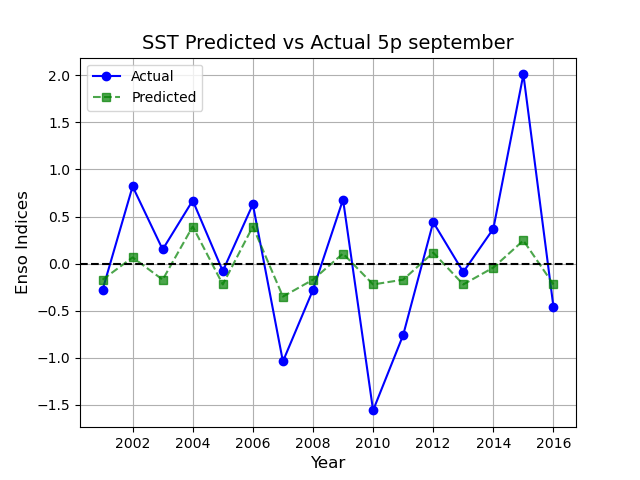 SST Predicted vs Actual 5p september
Actual
Predicted
Enso Indices
2.0
1.5
1.0
0.5
0.0
−0.5
−1.0
−1.5
2002 2004 2006 2008 2010 2012 2014 2016
Year